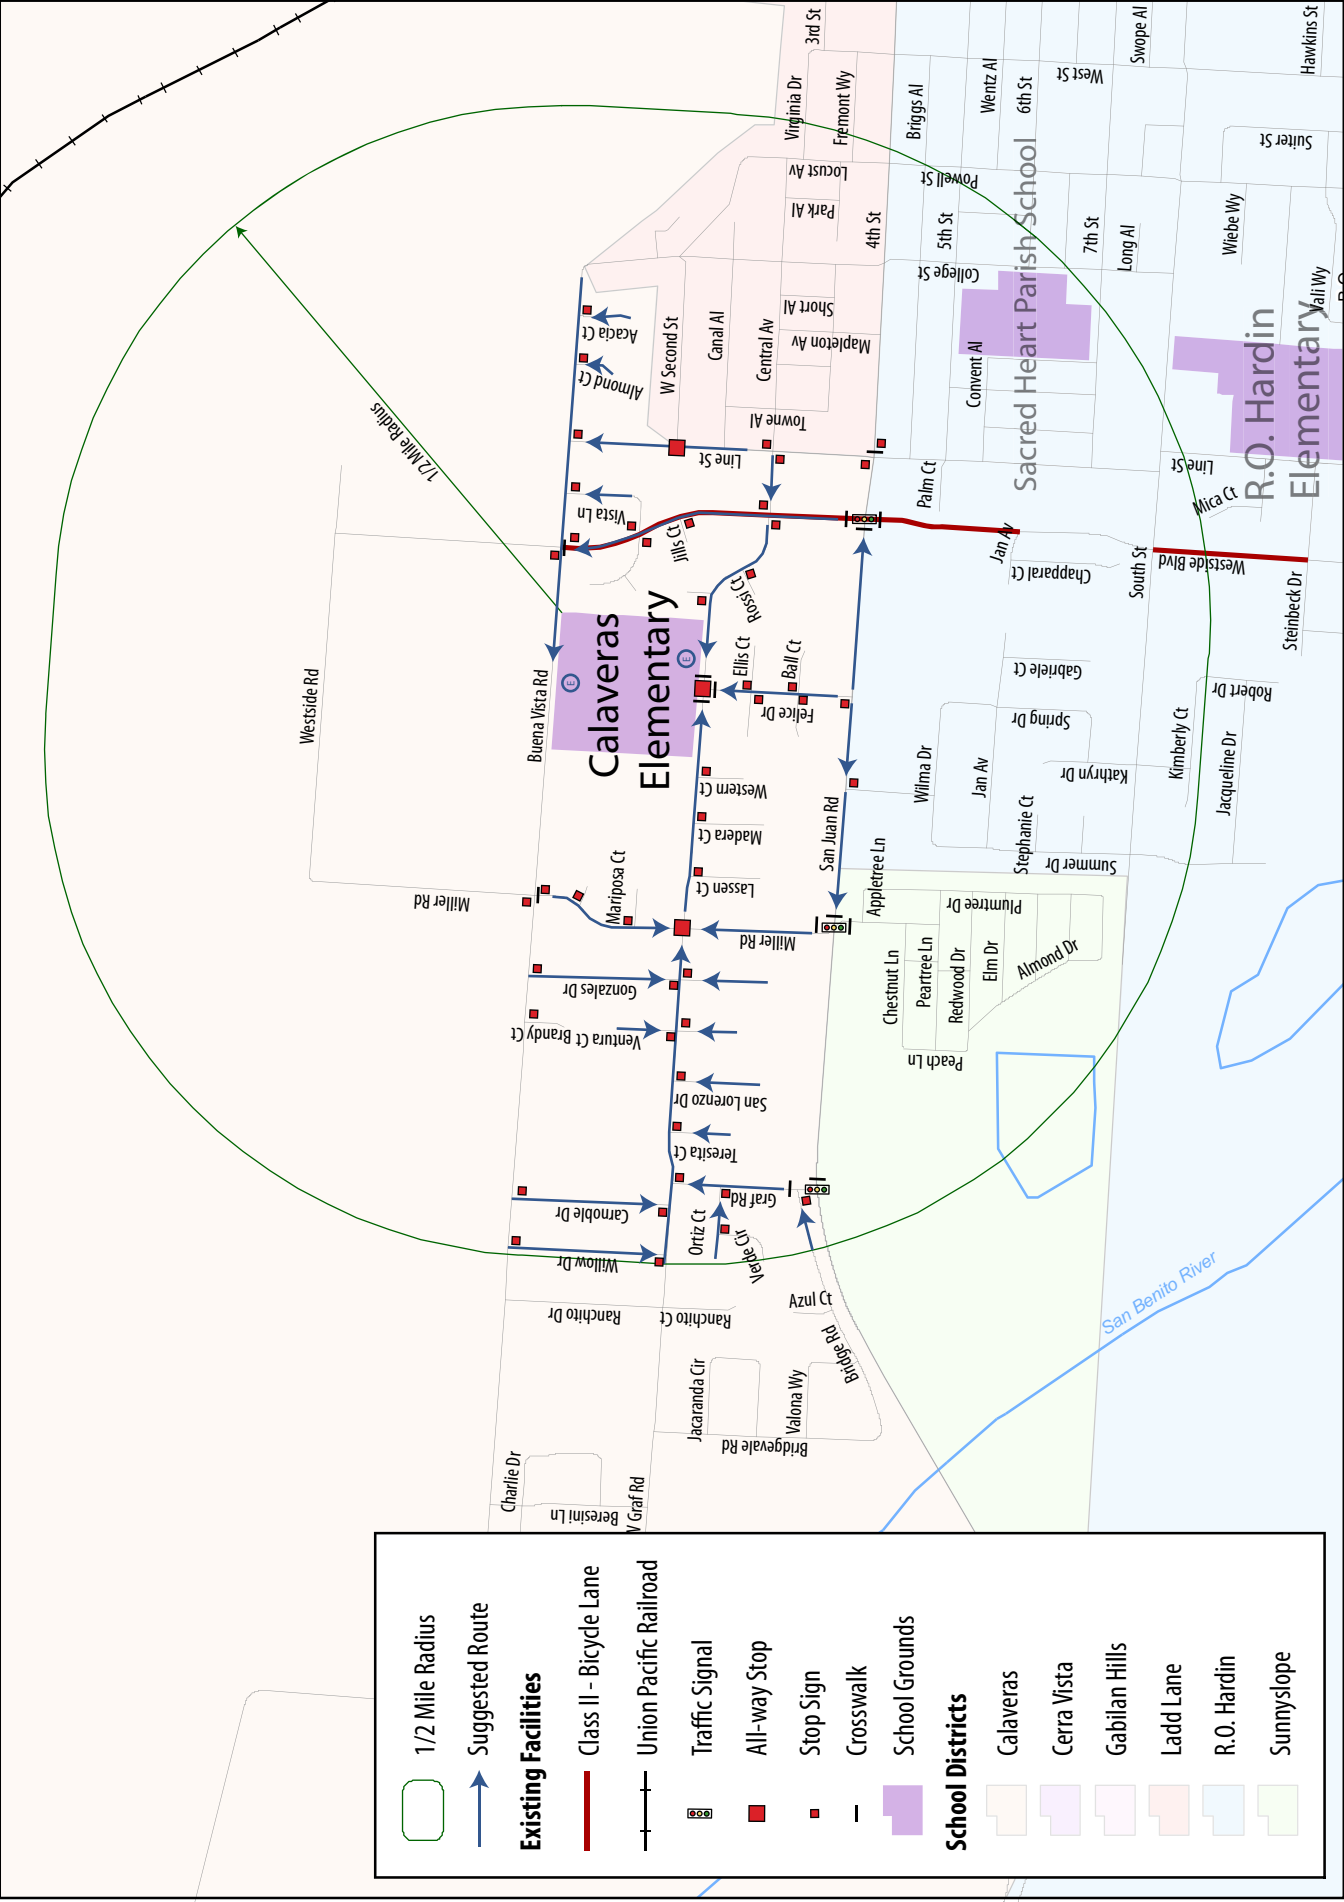 3rd St
Virginia Dr
Fremont Wy
Briggs Al
Wentz Al
6th St
West St
Swope Al
Hawkins St
Suiter St
Locust Av
Park Al
4th St
Powell St
5th St
College St
7th St
Long Al
Wiebe Wy
Vali Wy
Sacred Heart Parish School
R.O. Hardin
Elementary
Acacia Ct
Almond Ct
W Second St
Canal Al
Central Av
Short Al
Mapleton Av
Towne Al
Convent Al
Line St
Line St
Palm Ct
Mica Ct
1/2 Mile Radius
Vista Ln
Jills Ct
Rossi Ct
Jan Av
Chapparal Ct
South St
Westside Blvd
Steinbeck Dr
Westside Rd
Buena Vista Rd
Calaveras
Elementary
E
E
Ellis Ct
Ball Ct
Felice Dr
Gabriele Ct
Spring Dr
Robert Dr
Wilma Dr
Jan Av
Kathryn Dr
Kimberly Ct
Jacqueline Dr
Western Ct
Madera Ct
Lassen Ct
San Juan Rd
Stephanie Ct
Summer Dr
Appletree Ln
Plumtree Dr
Miller Rd
Mariposa Ct
Miller Rd
Chestnut Ln
Peartree Ln
Redwood Dr
Elm Dr
Almond Dr
Peach Ln
Gonzales Dr
Brandy Ct
Ventura Ct
San Lorenzo Dr
Teresita Ct
Carnoble Dr
Willow Dr
Graf Rd
Ortiz Ct
Verde Cir
Ranchito Dr
Ranchito Ct
Azul Ct
Bridge Rd
San Benito River
Jacaranda Cir
Valona Wy
Bridgevale Rd
Charlie Dr
Beresini Ln
Graf Rd
1/2 Mile Radius
Suggested Route
Existing Facilities
Class II - Bicycle Lane
Union Pacific Railroad
Traffic Signal
All-way Stop
Stop Sign
Crosswalk
School Grounds
School Districts
Calaveras
Cerra Vista
Gabilan Hills
Ladd Lane
R.O. Hardin
Sunnyslope